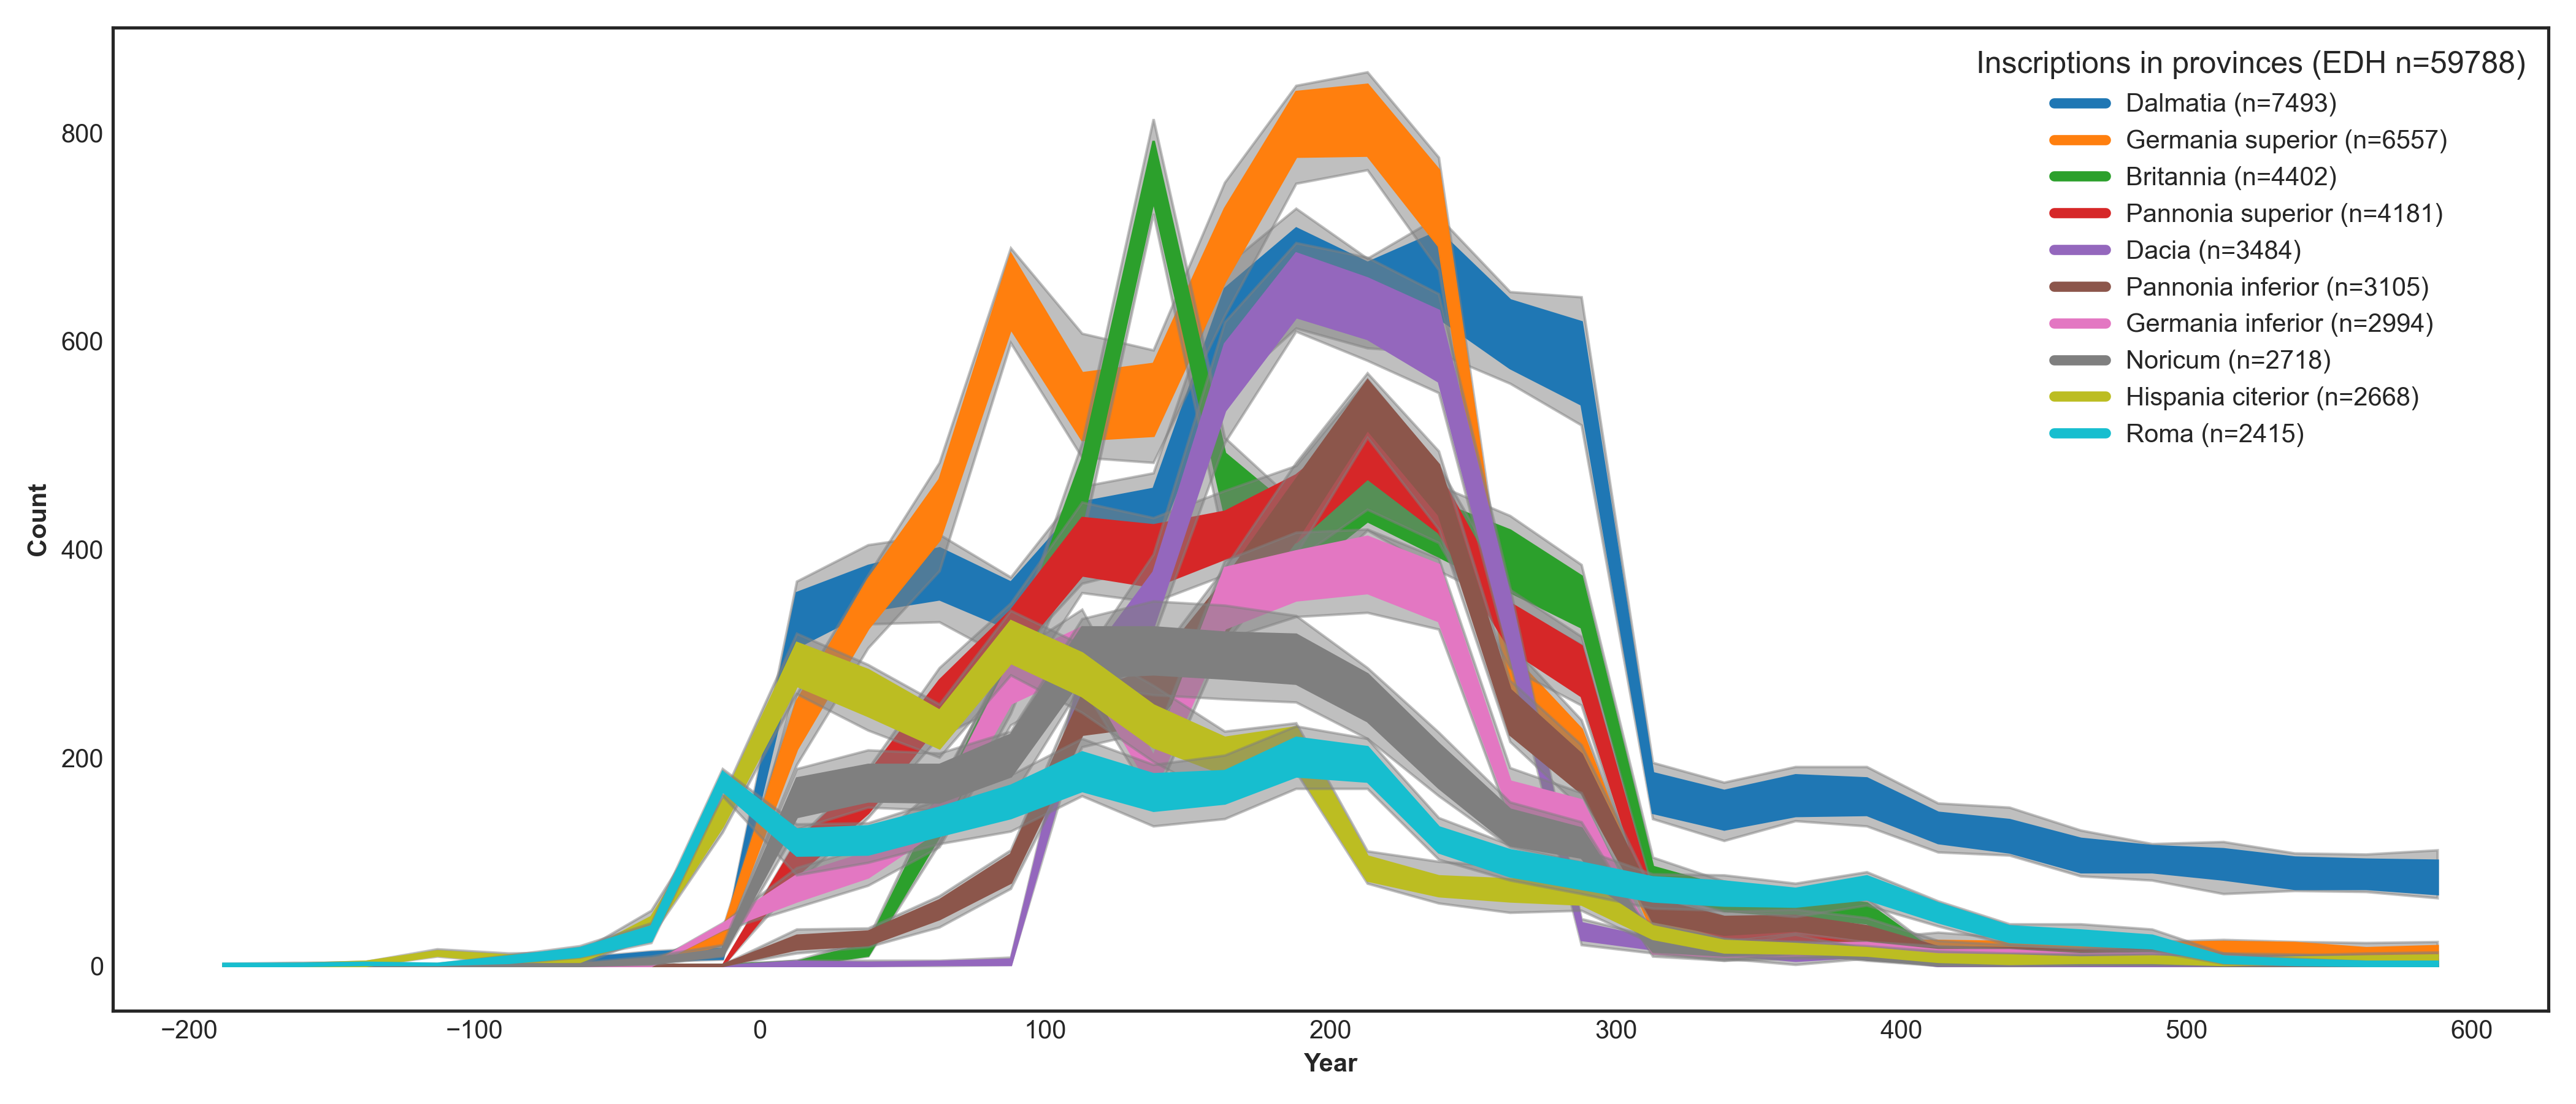 Inscriptions in provinces (EDH n=59788)
Dalmatia (n=7493)
Germania superior (n=6557)
Britannia (n=4402)
Pannonia superior (n=4181)
Dacia (n=3484)
Pannonia inferior (n=3105)
Germania inferior (n=2994)
Noricum (n=2718)
Hispania citerior (n=2668)
Roma (n=2415)
800
600
400
200
0
Count
−200 −100 0 100 200 300 400 500 600
Year